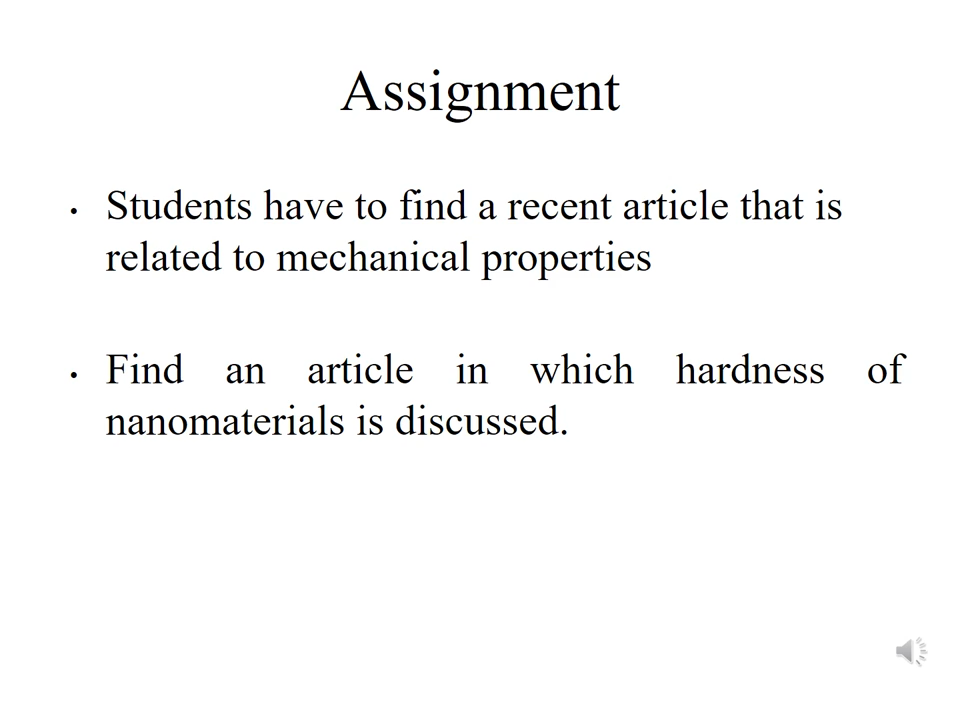 Assignment
• Students have to find a recent article that is
related to mechanical properties
• Find an article in which hardness of
nanomaterials is discussed.